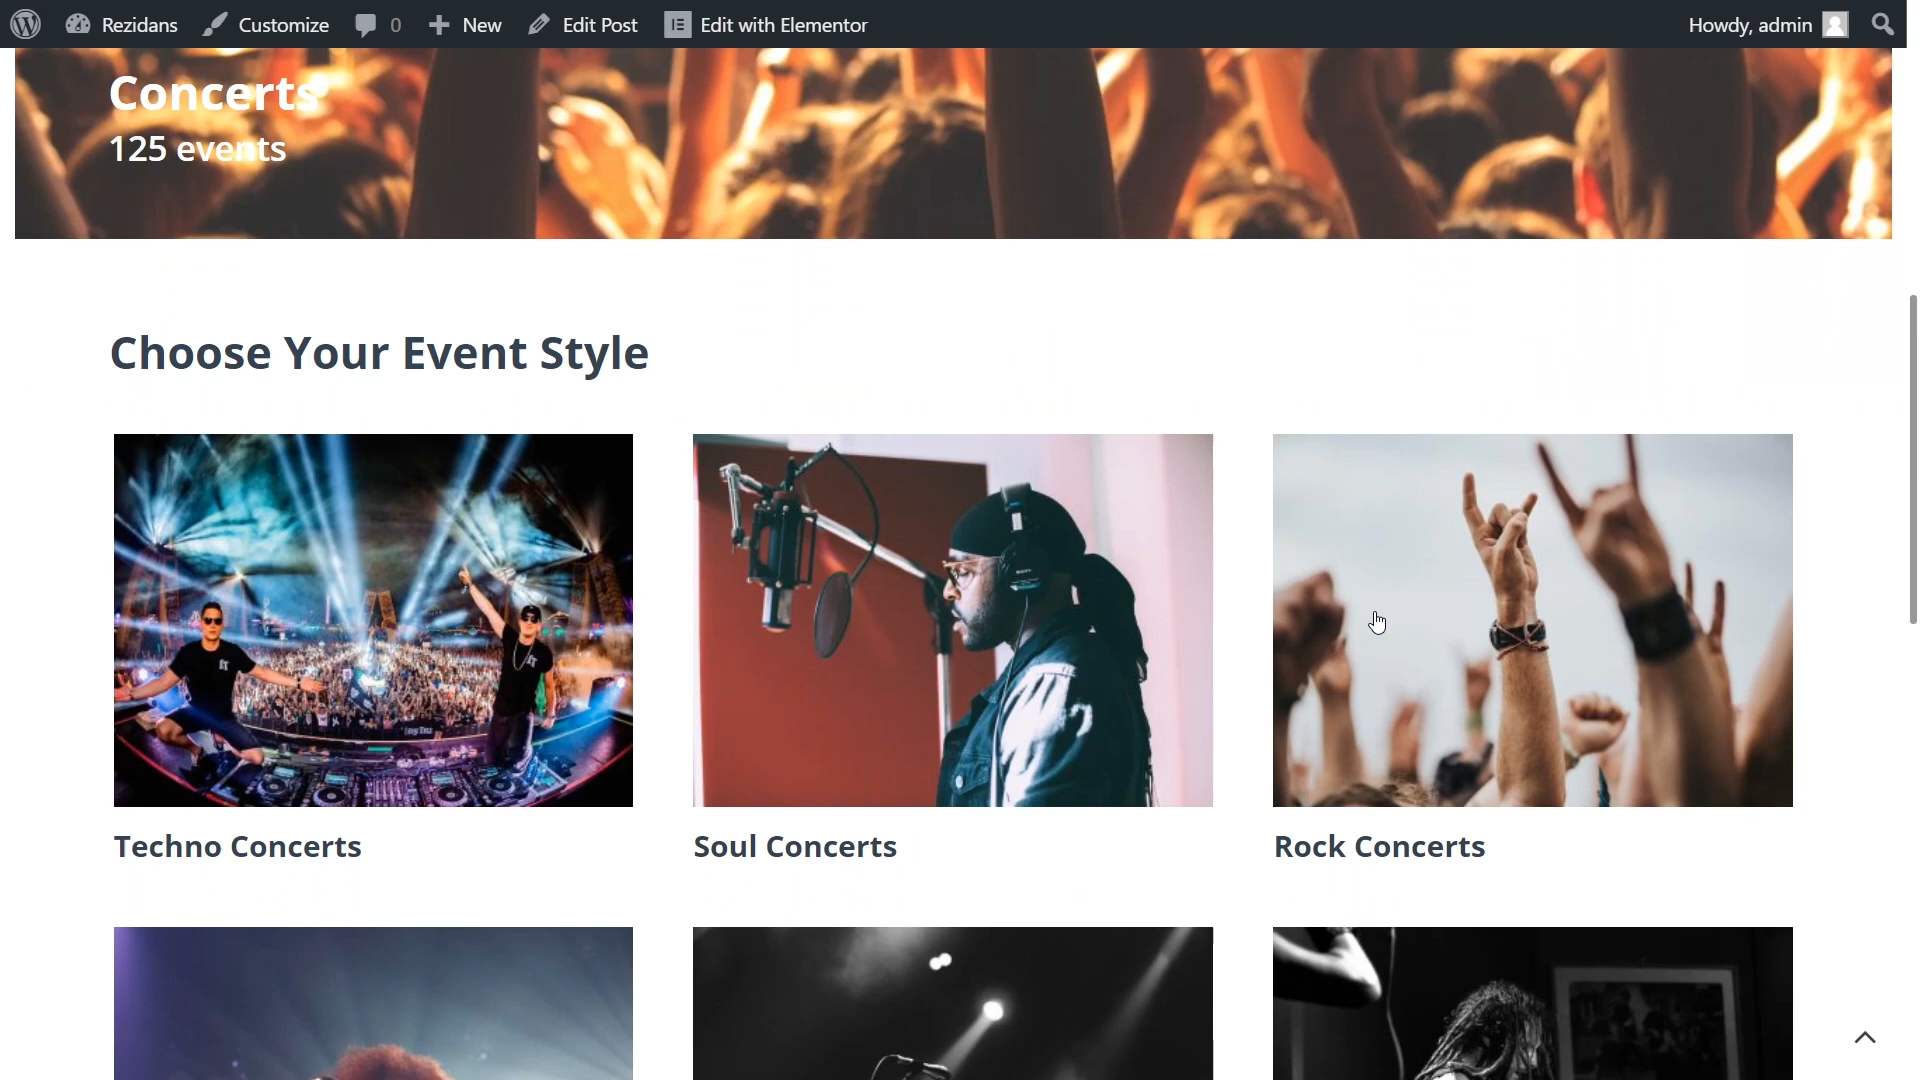 Rezidans Customize 0 New Edit Post Edit with Elementor Howdy, admin
Concerts
125 events
Choose Your Event Style
Techno Concerts Soul Concerts Rock Concerts